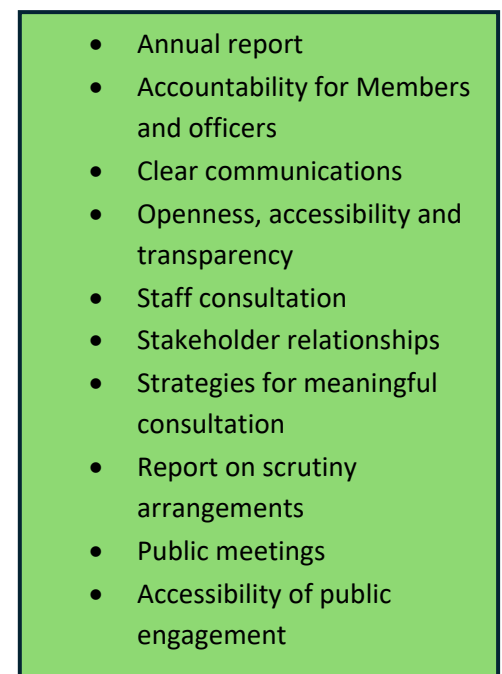 • Annual report
• Accountability for Members
and officers
• Clear communications
• Openness, accessibility and
transparency
• Staff consultation
• Stakeholder relationships
• Strategies for meaningful
consultation
• Report on scrutiny
arrangements
• Public meetings
• Accessibility of public
engagement